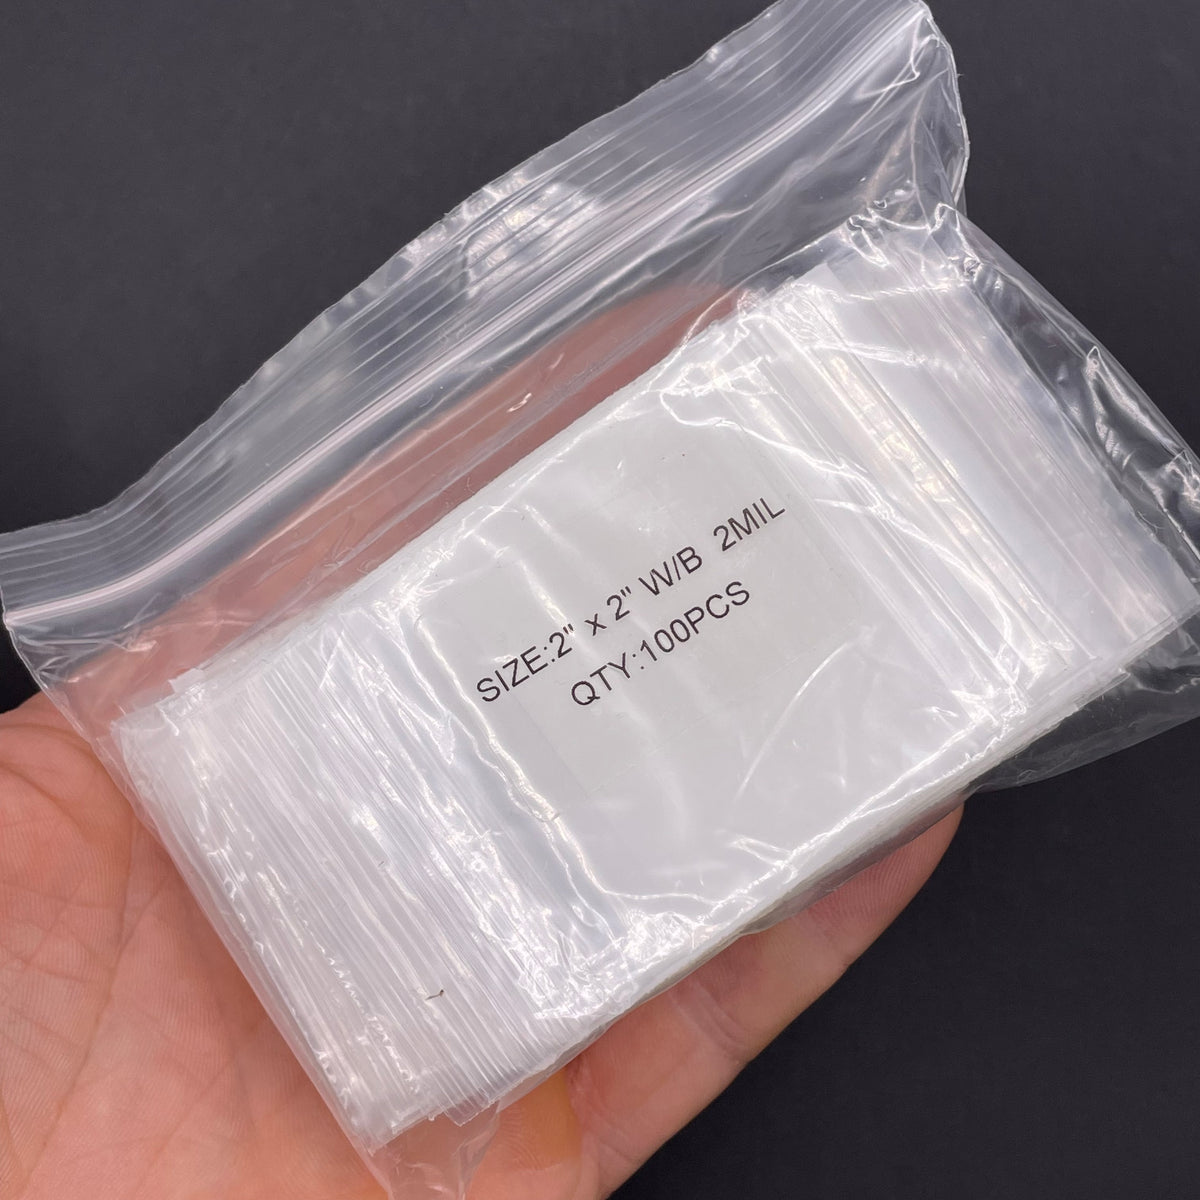 SIZE:2" x 2" W/B 2MIL
QTY:100PCS